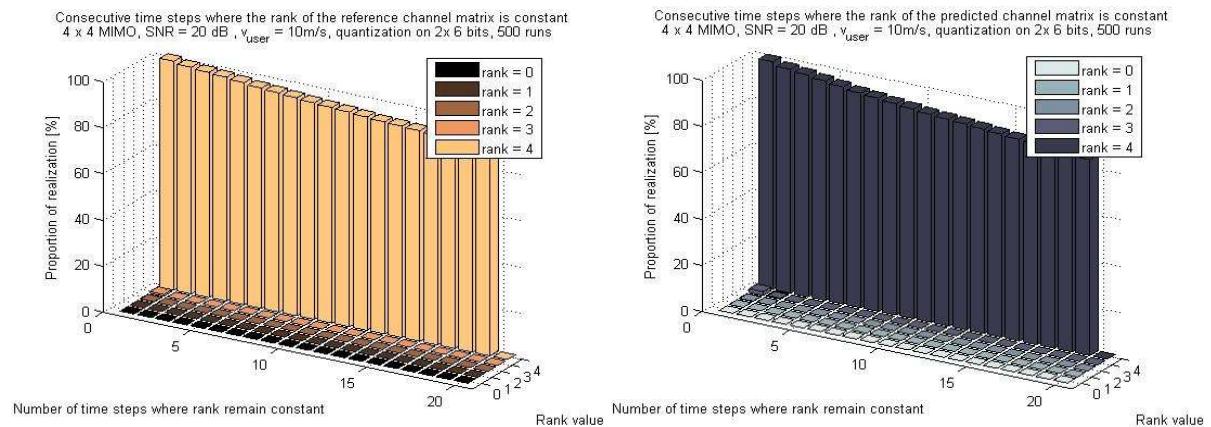 Consecutive time steps where the rank of the reference channel matrix is constant
4 x 4 MIMO, SNR = 20 dB , v_user = 10m/s, quantization on 2x 6 bits, 500 runs
rank = 0
rank = 1
rank = 2
rank = 3
rank = 4
Proportion of realization [%]
100
80
60
40
20
0
0
5
10
15
20
0
1
2
3
4
Number of time steps where rank remain constant
Rank value
Consecutive time steps where the rank of the predicted channel matrix is constant
4 x 4 MIMO, SNR = 20 dB , v_user = 10m/s, quantization on 2x 6 bits, 500 runs
rank = 0
rank = 1
rank = 2
rank = 3
rank = 4
Proportion of realization [%]
100
80
60
40
20
0
0
5
10
15
20
0
1
2
3
4
Number of time steps where rank remain constant
Rank value